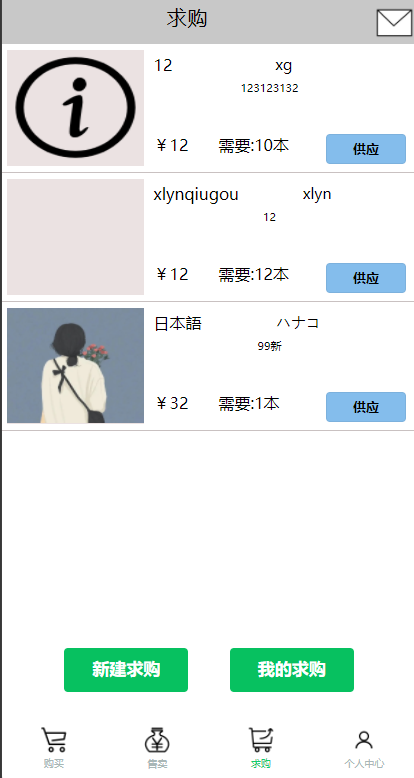 求购
12 xg
123123132
￥12 需要:10本 供应
xlynqiugou xlyn
12
￥12 需要:12本 供应
日本語 ハナコ
99新
￥32 需要:1本 供应
新建求购 我的求购
购买 售卖 求购 个人中心